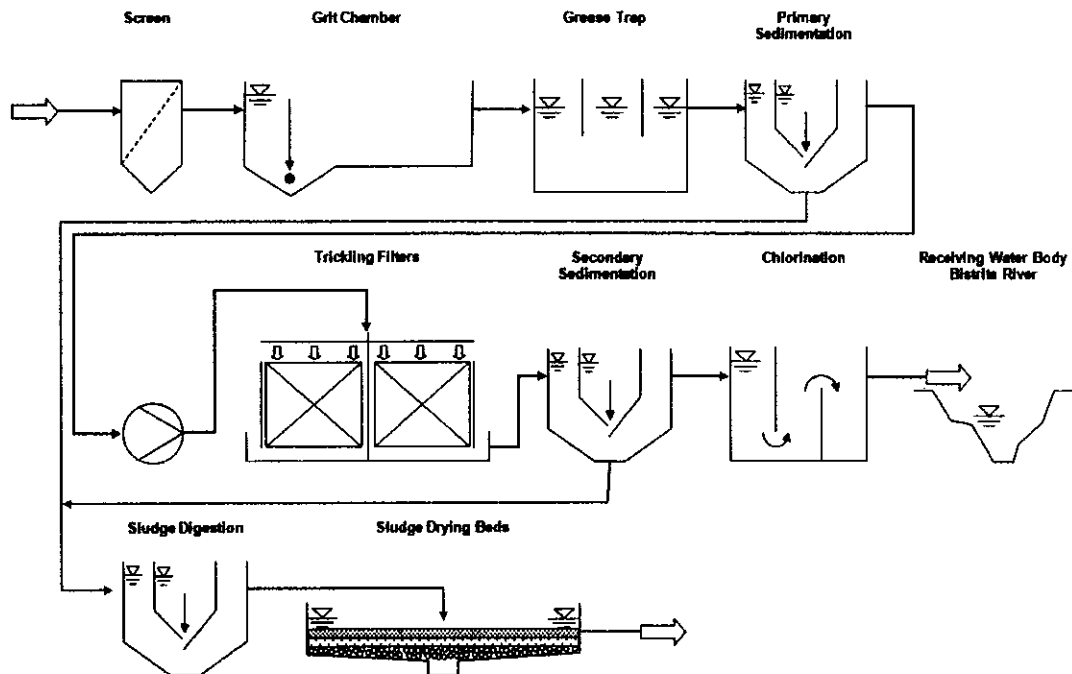 Screen
Grit Chamber
Grease Trap
Primary
Sedimentation
Trickling Filters
Secondary
Sedimentation
Chlorination
Receiving Water Body
Bistrita River
Sludge Digestion
Sludge Drying Beds